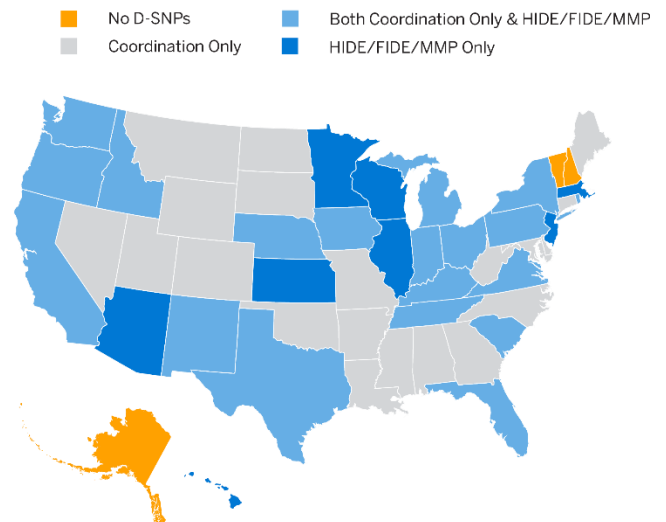 No D-SNPs
Both Coordination Only & HIDE/FIDE/MMP
Coordination Only
HIDE/FIDE/MMP Only